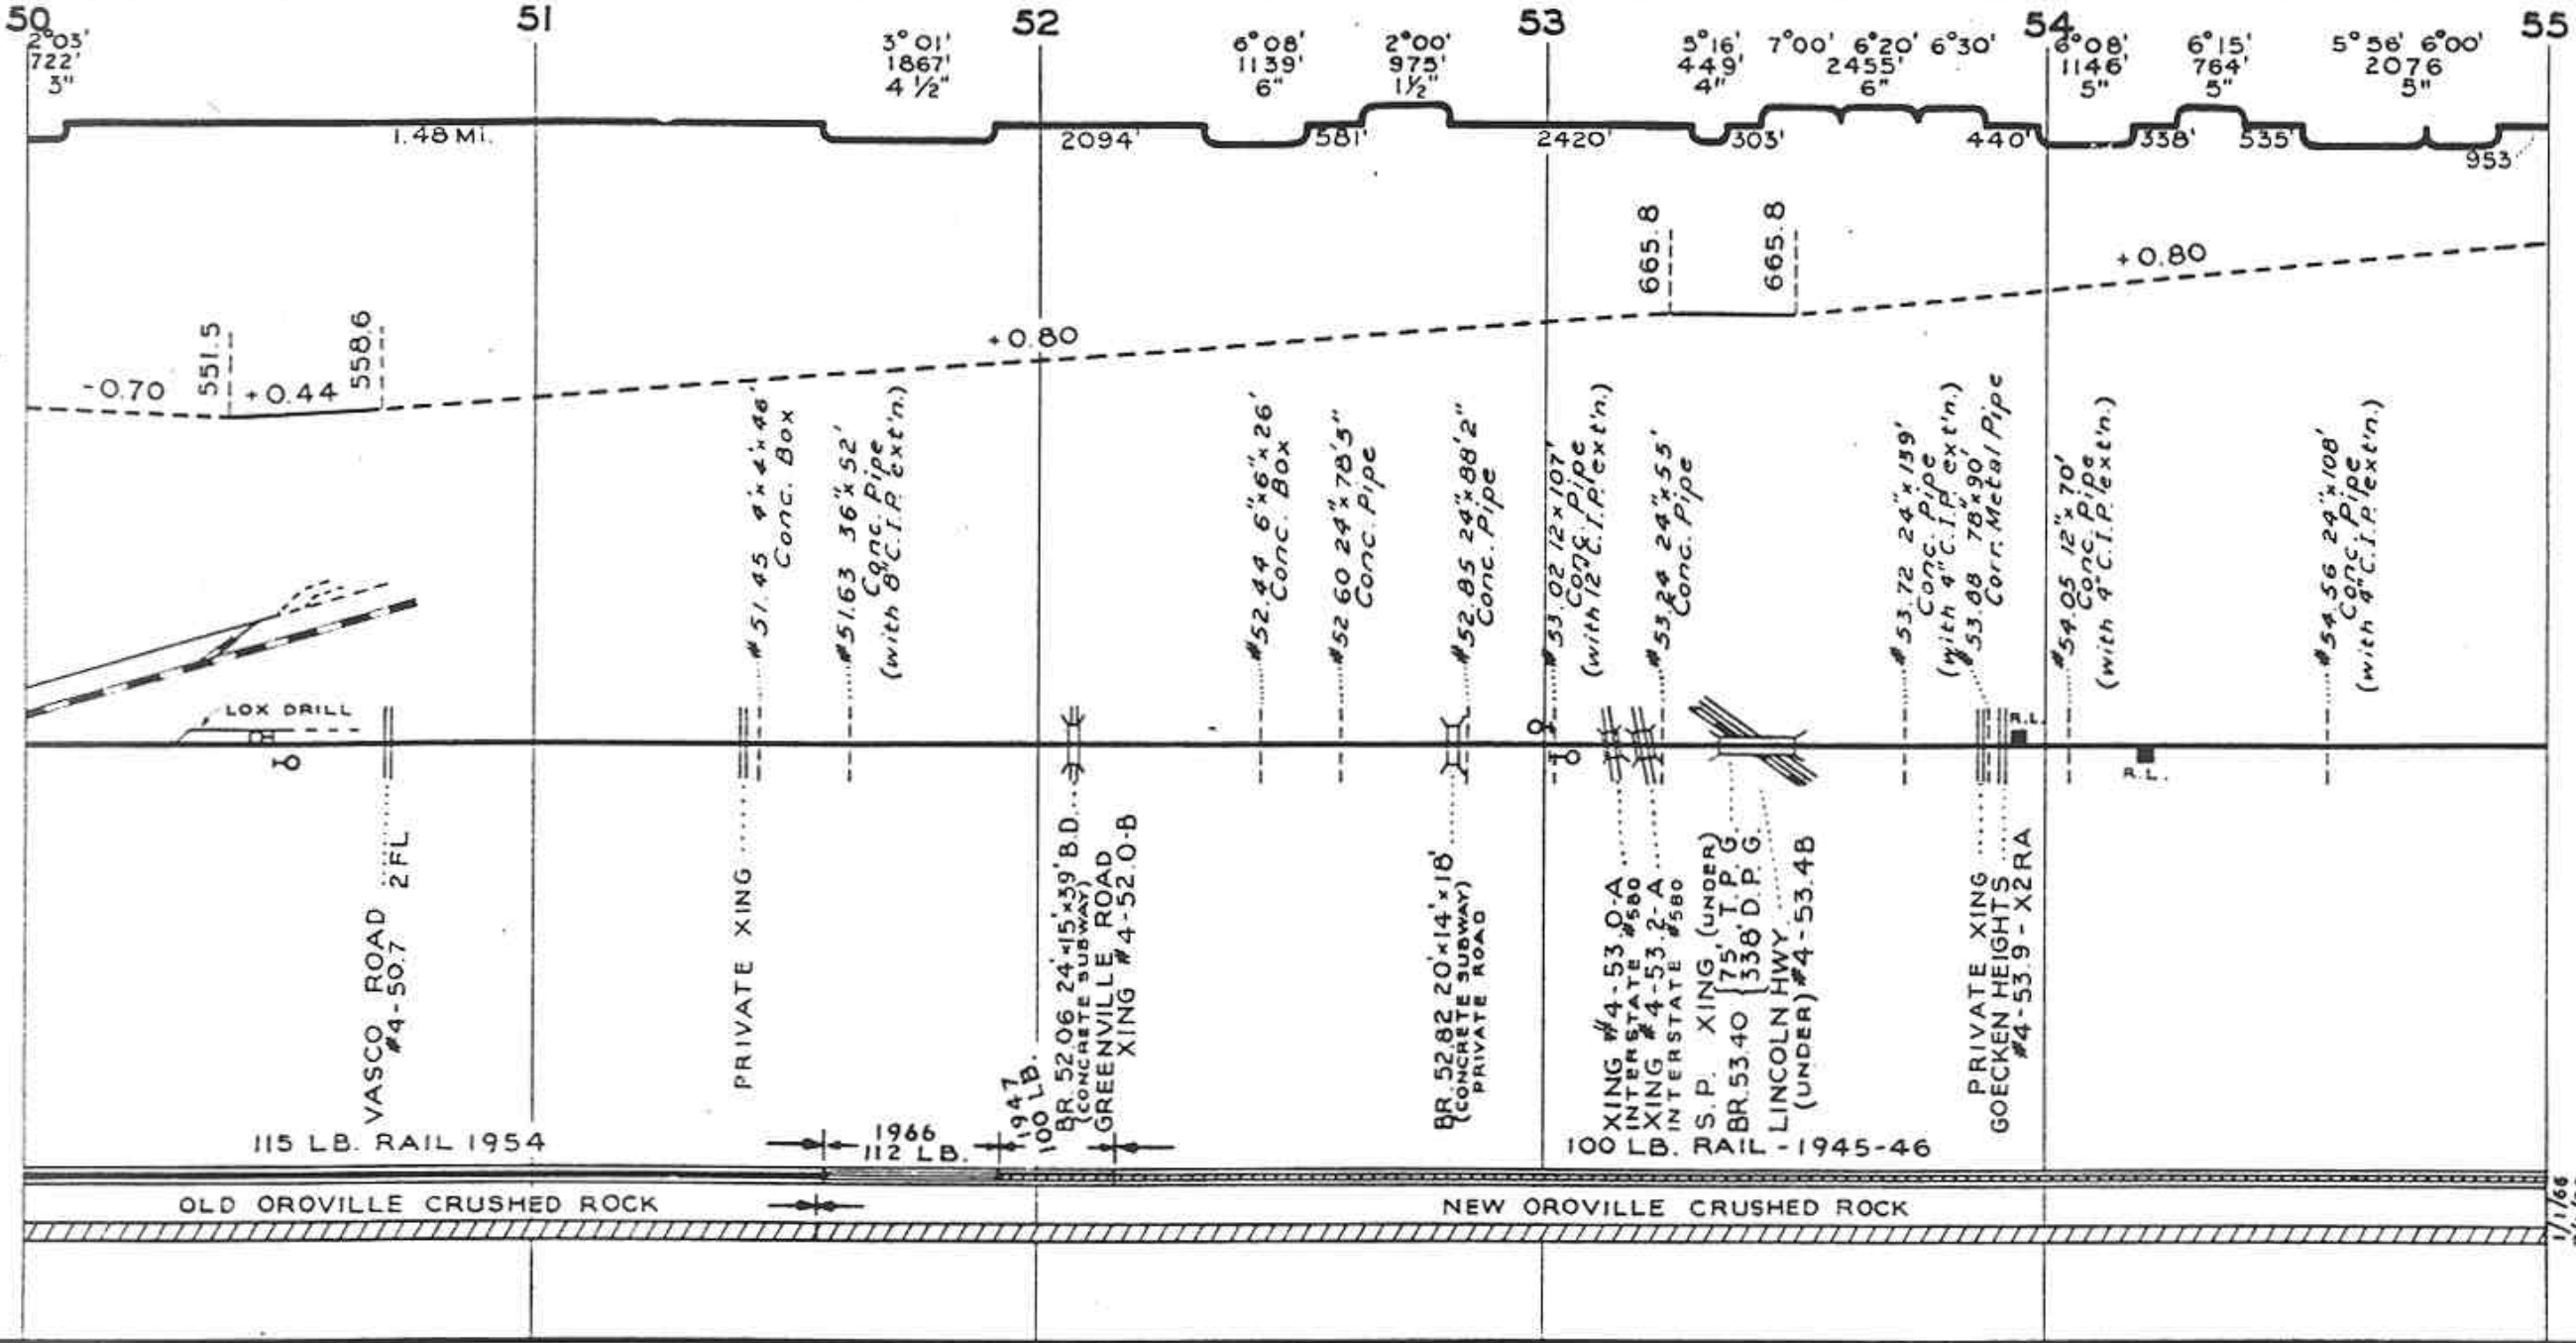 50 51 52 53 54 55
2°03'
722'
3"
3°01'
1867'
4 ½"
6°08'
1139'
6"
2°00'
975'
1½"
5°16'
449'
4"
7°00' 6°20' 6°30'
2455'
6"
6°08'
1146'
5"
6°15'
764'
5"
5°56' 6°00'
2076
5"
1.48 MI.
2094'
581'
2420'
303'
440'
338'
535'
953
-0.70
551.5
+0.44
558.6
+0.80
665.8
665.8
+0.80
#51.45 4'x4'x46'
Conc. Box
#51.63 36"x52'
Conc. Pipe
(with 8"C.I.P. ext'n.)
#52.44 6"x6"x26'
Conc. Box
#52.60 24"x78'5"
Conc. Pipe
#52.85 24"x88'2"
Conc. Pipe
#53.02 12"x107'
Conc. Pipe
(with 12"C.I.P. ext'n.)
#53.24 24"x55'
Conc. Pipe
#53.72 24"x159'
Conc. Pipe
(with 4"C.I.P. ext'n.)
#53.88 78"x90'
Corr. Metal Pipe
#54.05 12"x70'
Conc. Pipe
(with 4"C.I.P. ext'n.)
#54.56 24"x108'
Conc. Pipe
(with 4"C.I.P. ext'n.)
LOX DRILL
R.L.
R.L.
VASCO ROAD
#4-50.7 2FL
PRIVATE XING
BR. 52.06 24'x15'x39' B.D.
(CONCRETE SUBWAY)
GREENVILLE ROAD
XING #4-52.0-B
BR. 52.82 20'x14'x18'
(CONCRETE SUBWAY)
PRIVATE ROAD
XING #4-53.0-A
INTERSTATE #580
XING #4-53.2-A
INTERSTATE #580
S.P. XING (UNDER)
BR. 53.40 {75' T.P.G.
{338' D.P.G.
LINCOLN HWY.
(UNDER) #4-53.4B
PRIVATE XING
GOECKEN HEIGHTS
#4-53.9-X2RA
115 LB. RAIL 1954
1966
112 LB.
1947
100 LB.
100 LB. RAIL - 1945-46
OLD OROVILLE CRUSHED ROCK
NEW OROVILLE CRUSHED ROCK
1/1/66